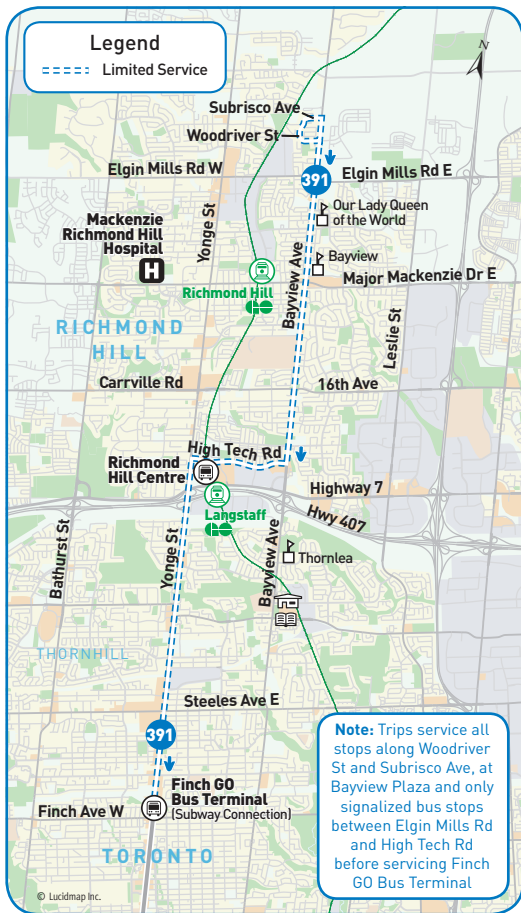 Legend
Limited Service
N
Subrisco Ave
Woodriver St
Elgin Mills Rd W
391
Elgin Mills Rd E
Our Lady Queen
of the World
Mackenzie
Richmond Hill
Hospital
H
Yonge St
Bayview
Bayview Ave
Major Mackenzie Dr E
Richmond Hill
RICHMOND
HILL
Leslie St
Carrville Rd
16th Ave
High Tech Rd
Richmond
Hill Centre
Highway 7
Langstaff
Hwy 407
Bathurst St
Yonge St
Bayview Ave
Thornlea
THORNHILL
Steeles Ave E
391
Finch GO
Bus Terminal
(Subway Connection)
Finch Ave W
TORONTO
Note: Trips service all
stops along Woodriver
St and Subrisco Ave, at
Bayview Plaza and only
signalized bus stops
between Elgin Mills Rd
and High Tech Rd
before servicing Finch
GO Bus Terminal
© Lucidmap Inc.